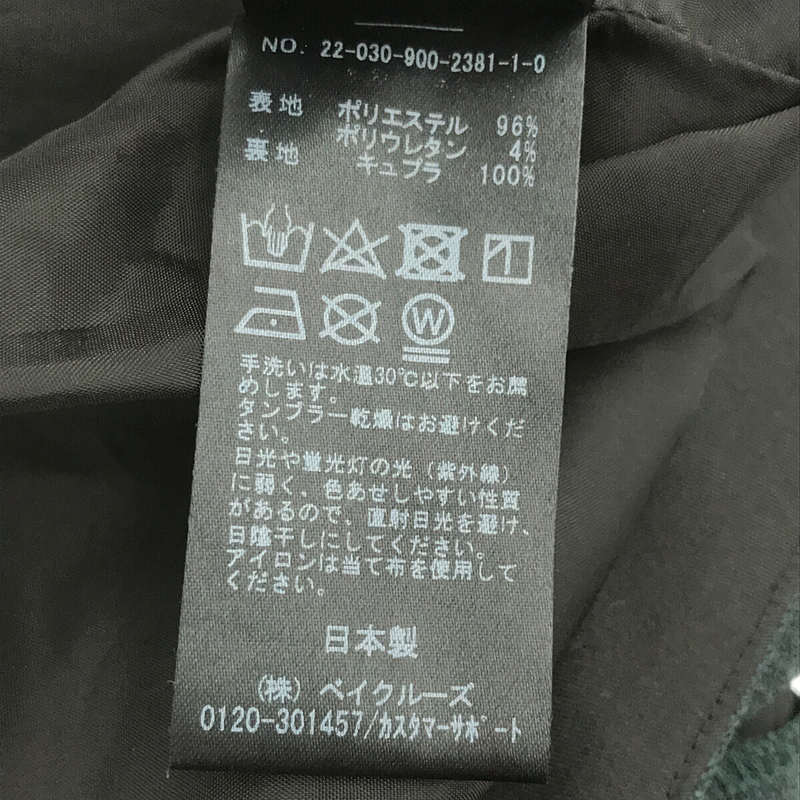 NO. 22-030-900-2381-1-0
表地 ポリエステル 96%
ポリウレタン 4%
裏地 キュプラ 100%
W
手洗いは水温30℃以下をお薦
めします。
タンブラー乾燥はお避けくだ
さい。
日光や蛍光灯の光（紫外線）
に弱く、色あせしやすい性質
があるので、直射日光を避け、
日陰干しにしてください。
アイロンは当て布を使用して
ください。
日本製
（株）ベイクルーズ
0120-301457/ｶｽﾀﾏｰｻﾎﾟｰﾄ